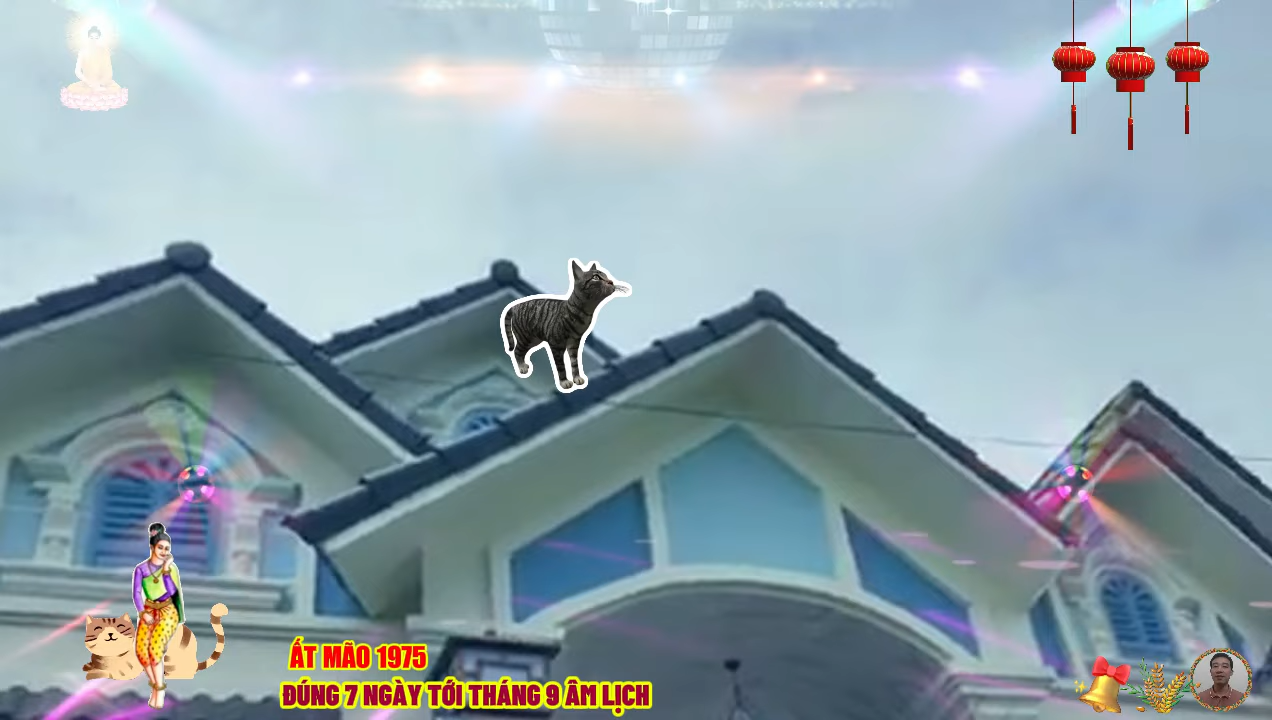 ẤT MÃO 1975
ĐÚNG 7 NGÀY TỚI THÁNG 9 ÂM LỊCH